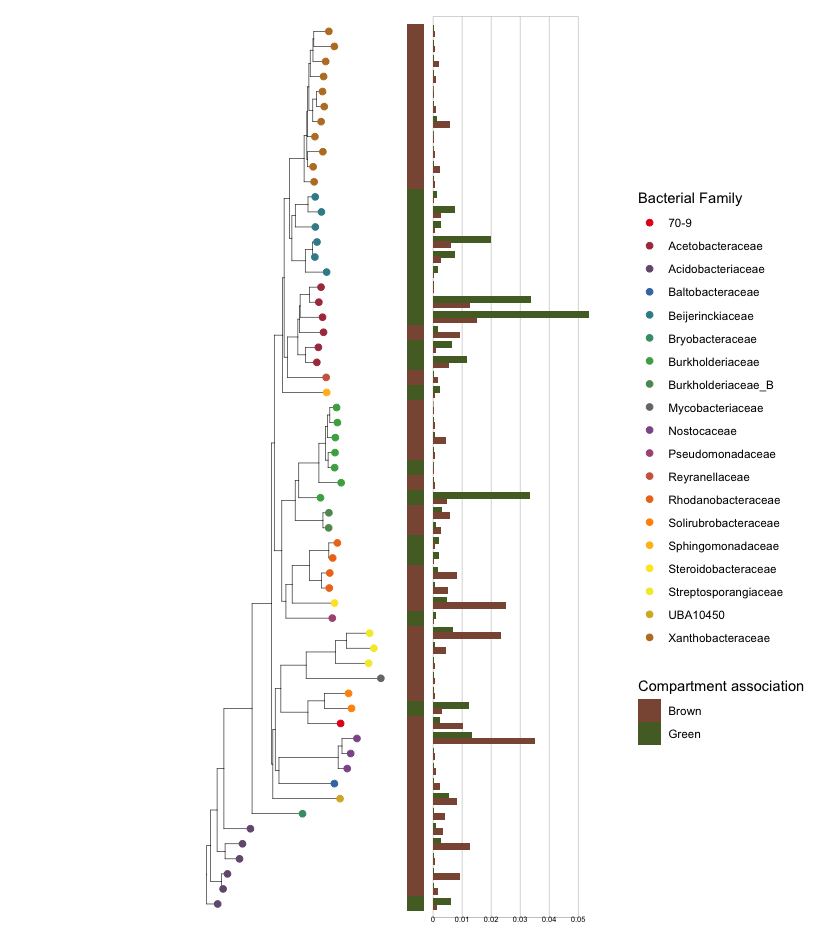 Bacterial Family
70-9
Acetobacteraceae
Acidobacteriaceae
Baltobacteraceae
Beijerinckiaceae
Bryobacteraceae
Burkholderiaceae
Burkholderiaceae_B
Mycobacteriaceae
Nostocaceae
Pseudomonadaceae
Reyranellaceae
Rhodanobacteraceae
Solirubrobacteraceae
Sphingomonadaceae
Steroidobacteraceae
Streptosporangiaceae
UBA10450
Xanthobacteraceae
Compartment association
Brown
Green
0 0.01 0.02 0.03 0.04 0.05